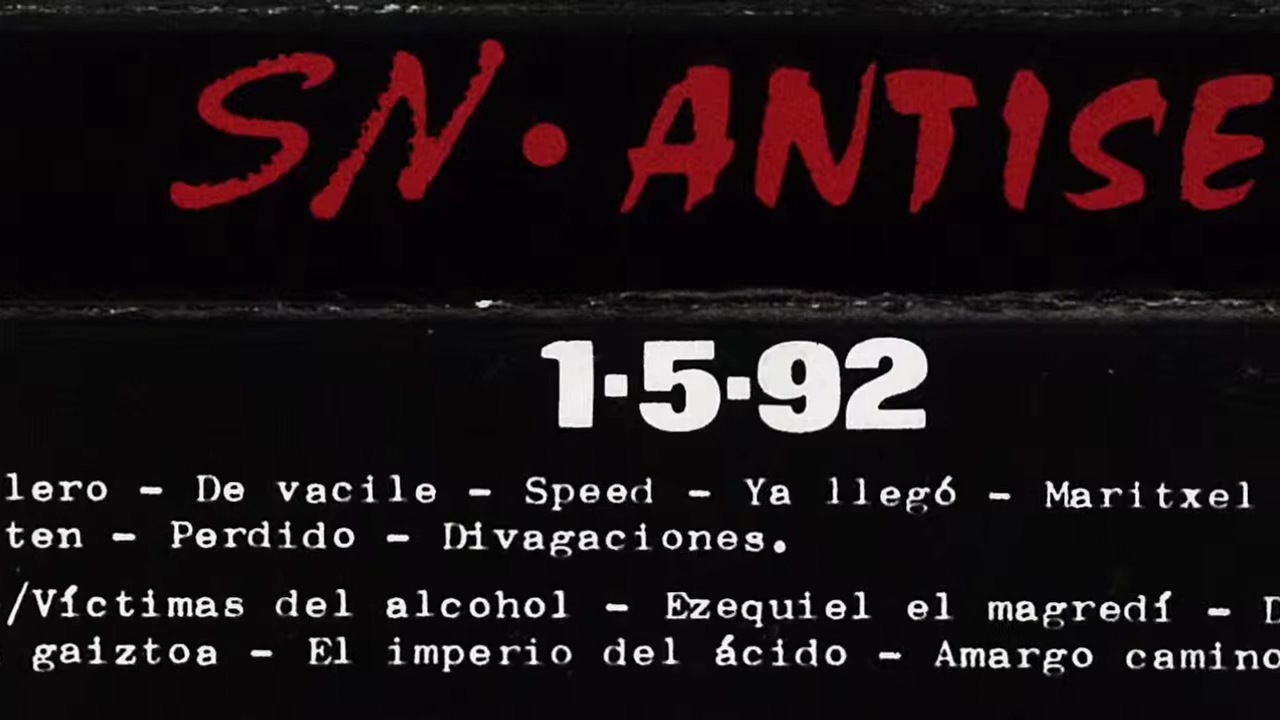 SN · ANTISE
1·5·92
lero - De vacile - Speed - Ya llegó - Maritxel
ten - Perdido - Divagaciones.
/Víctimas del alcohol - Ezequiel el magredí - D
gaiztoa - El imperio del ácido - Amargo camino